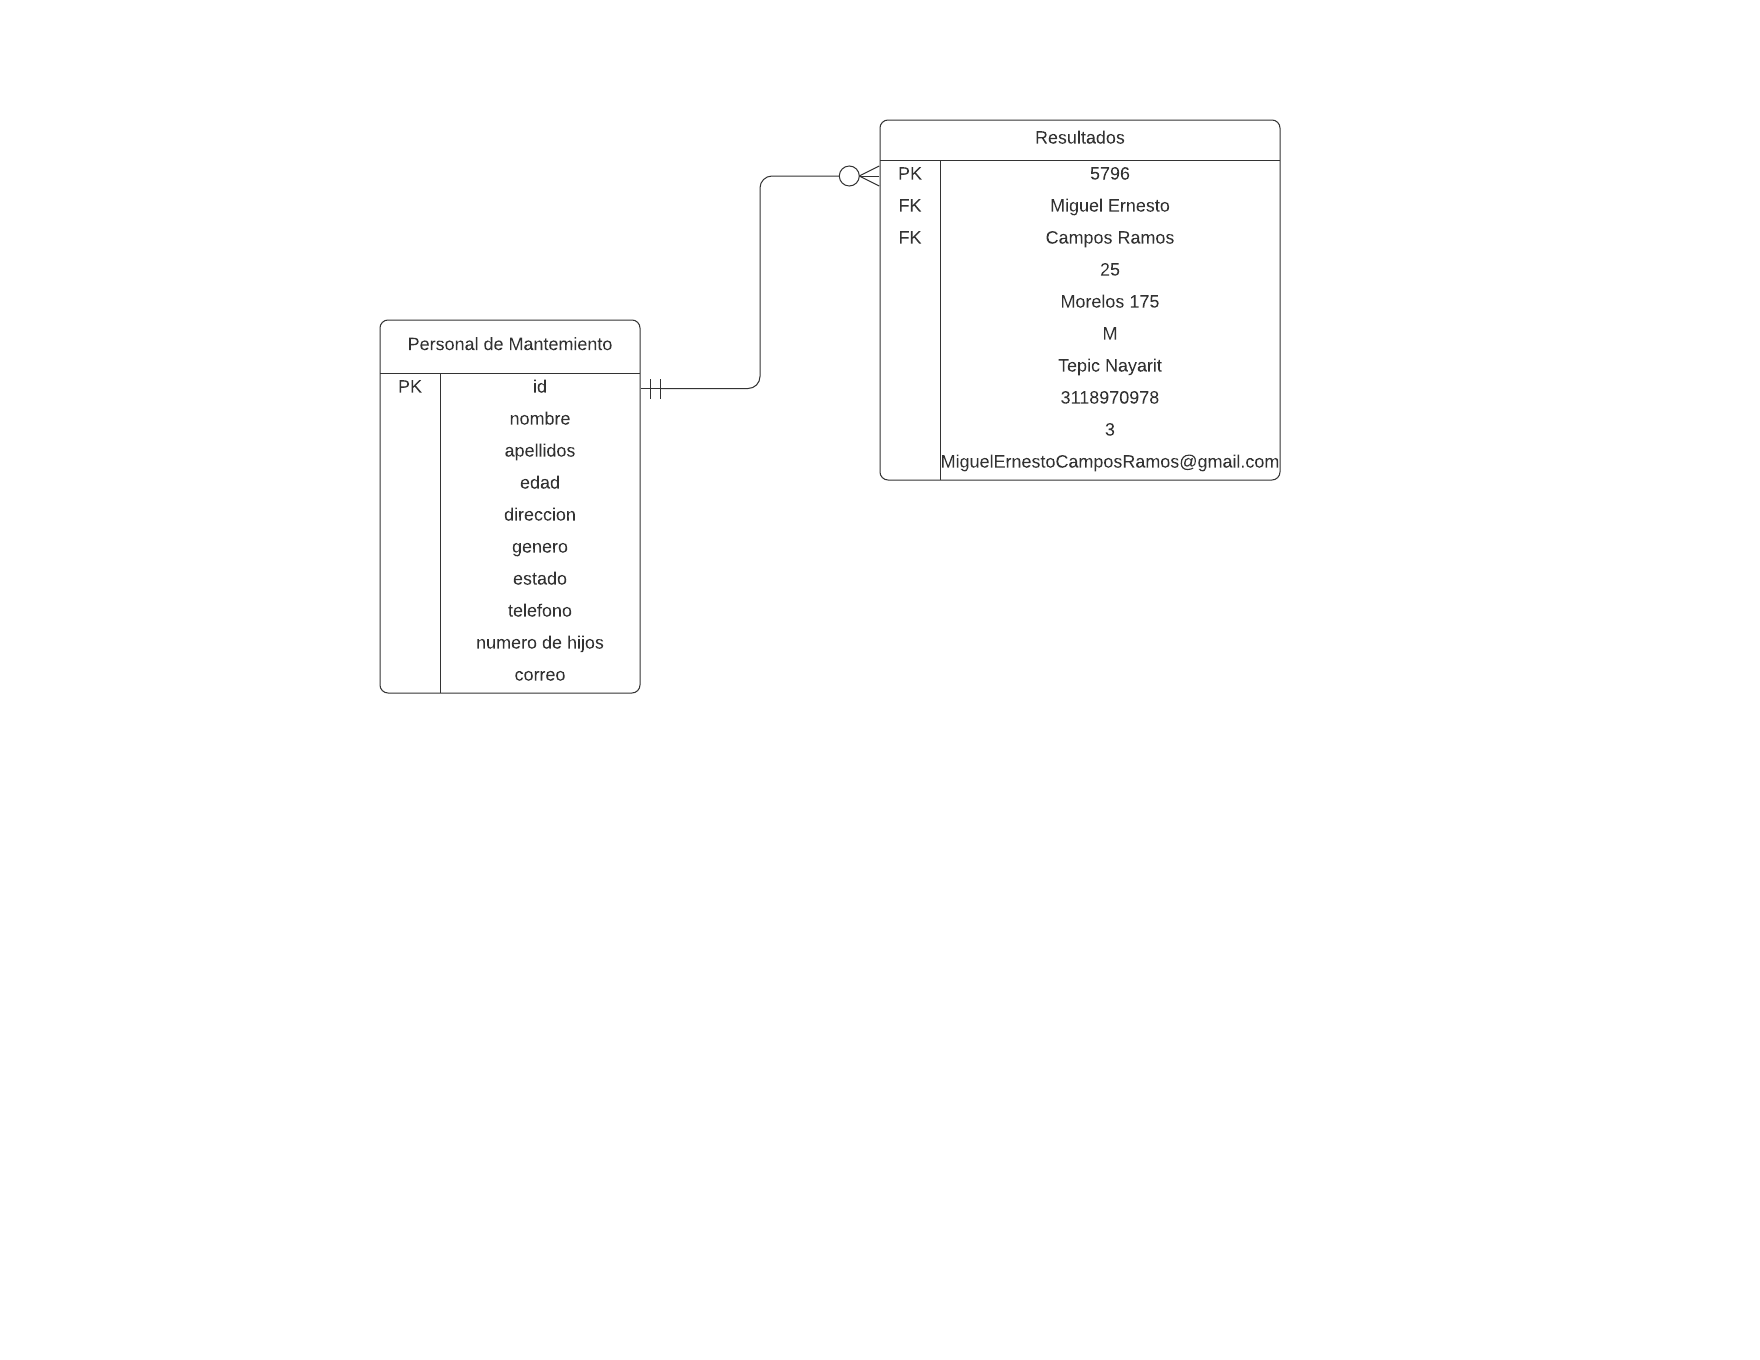 Resultados
PK 5796
FK Miguel Ernesto
FK Campos Ramos
25
Morelos 175
M
Tepic Nayarit
3118970978
3
MiguelErnestoCamposRamos@gmail.com
Personal de Mantemiento
PK id
nombre
apellidos
edad
direccion
genero
estado
telefono
numero de hijos
correo